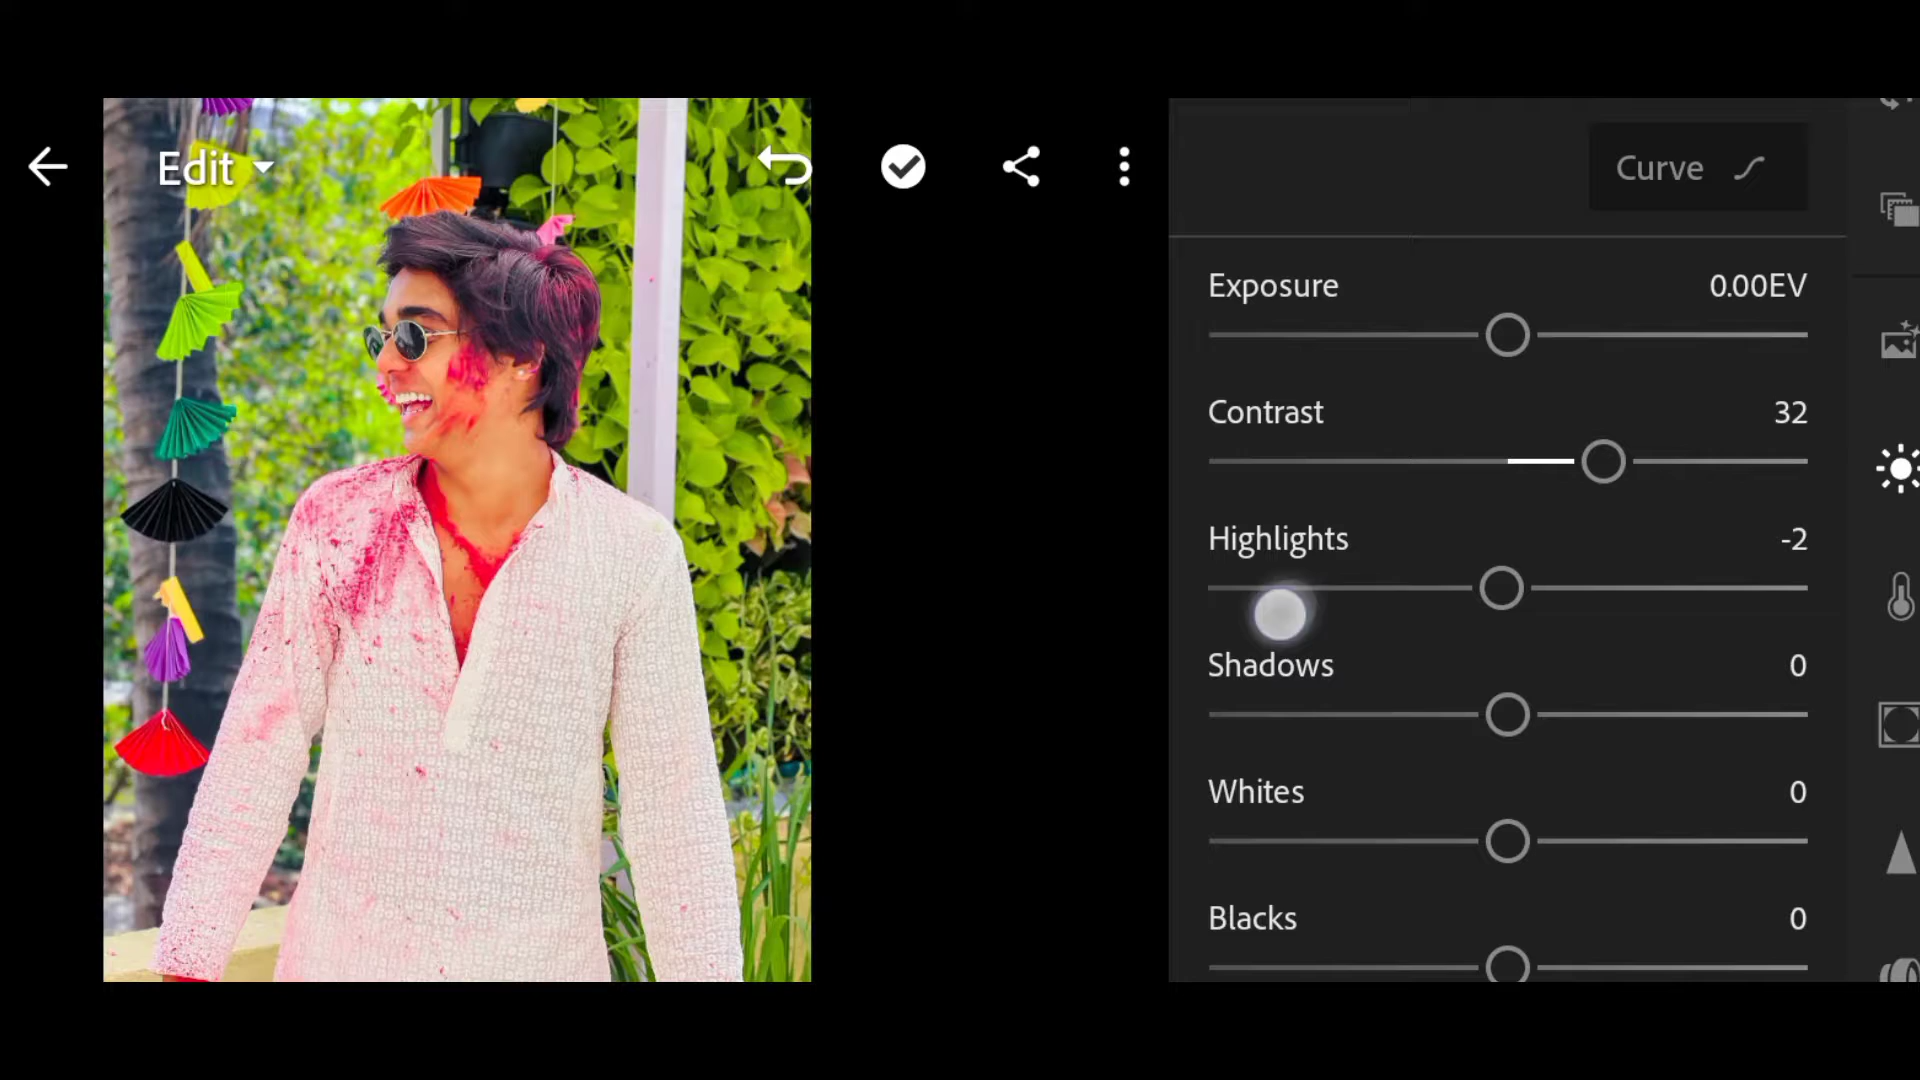 Edit
Curve
Exposure 0.00EV
Contrast 32
Highlights -2
Shadows 0
Whites 0
Blacks 0